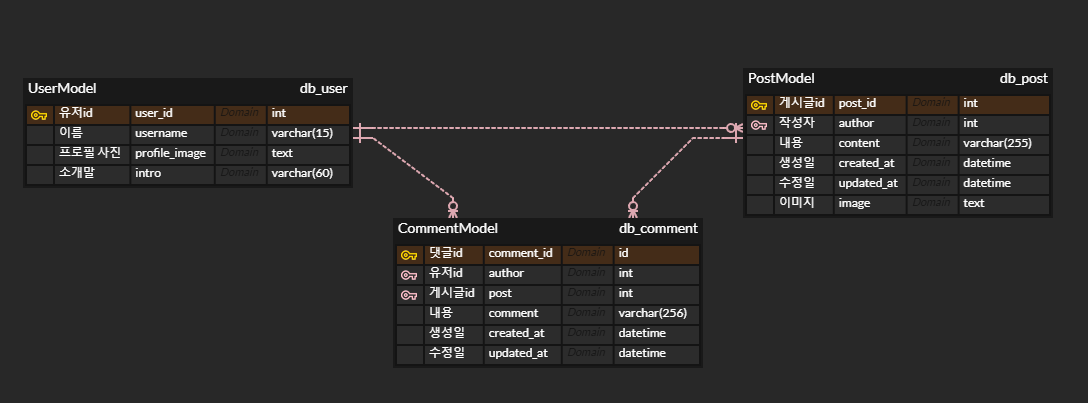 UserModel db_user
유저id user_id Domain int
이름 username Domain varchar(15)
프로필 사진 profile_image Domain text
소개말 intro Domain varchar(60)
PostModel db_post
게시글id post_id Domain int
작성자 author Domain int
내용 content Domain varchar(255)
생성일 created_at Domain datetime
수정일 updated_at Domain datetime
이미지 image Domain text
CommentModel db_comment
댓글id comment_id Domain id
유저id author Domain int
게시글id post Domain int
내용 comment Domain varchar(256)
생성일 created_at Domain datetime
수정일 updated_at Domain datetime